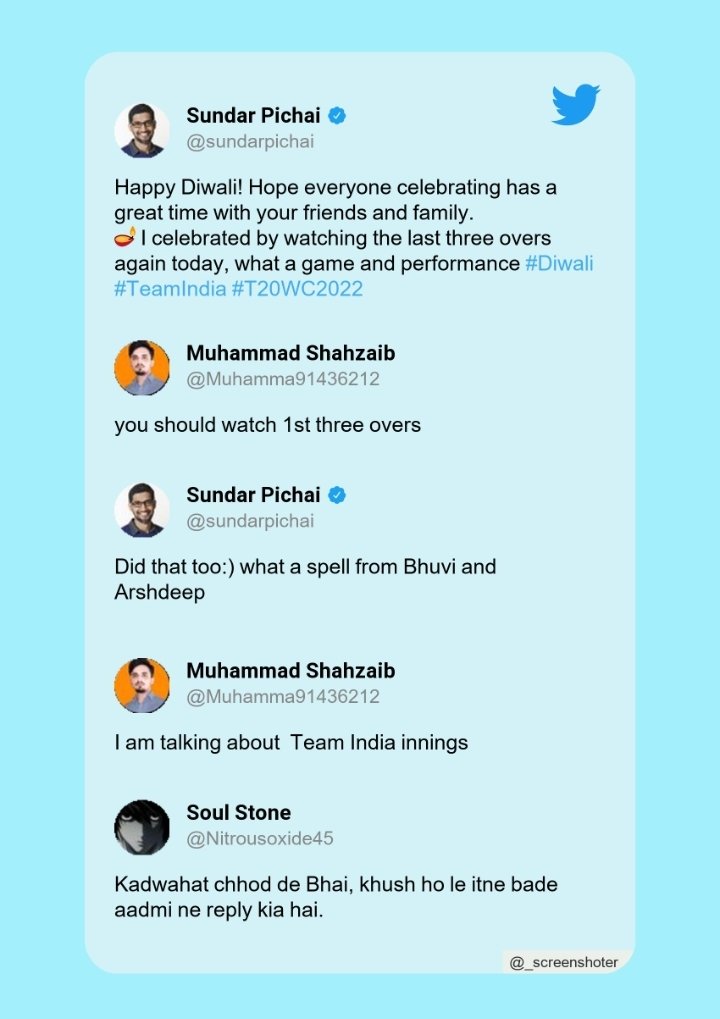 Sundar Pichai
@sundarpichai
Happy Diwali! Hope everyone celebrating has a
great time with your friends and family.
🪔 I celebrated by watching the last three overs
again today, what a game and performance #Diwali
#TeamIndia #T20WC2022
Muhammad Shahzaib
@Muhamma91436212
you should watch 1st three overs
Sundar Pichai
@sundarpichai
Did that too:) what a spell from Bhuvi and
Arshdeep
Muhammad Shahzaib
@Muhamma91436212
I am talking about  Team India innings
Soul Stone
@Nitrousoxide45
Kadwahat chhod de Bhai, khush ho le itne bade
aadmi ne reply kia hai.
@_screenshoter